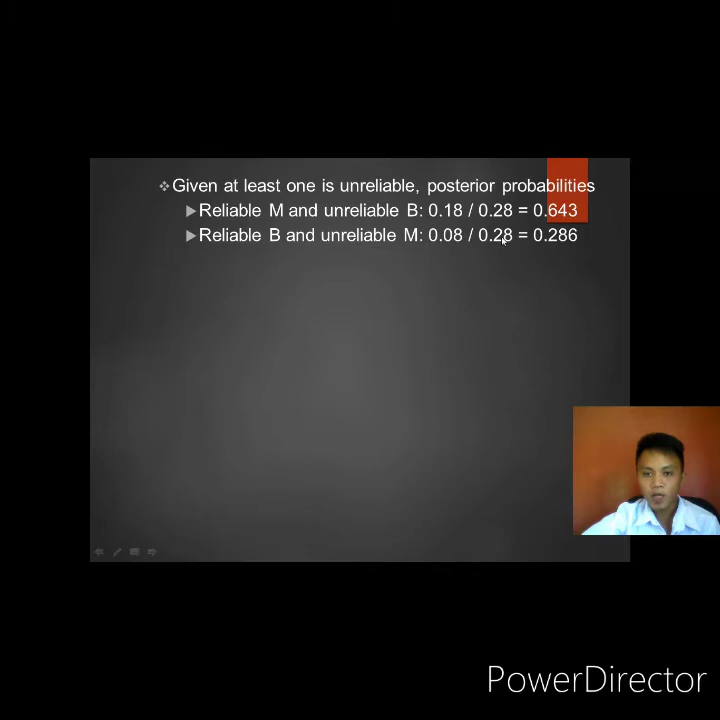 Given at least one is unreliable, posterior probabilities
Reliable M and unreliable B: 0.18 / 0.28 = 0.643
Reliable B and unreliable M: 0.08 / 0.28 = 0.286
PowerDirector